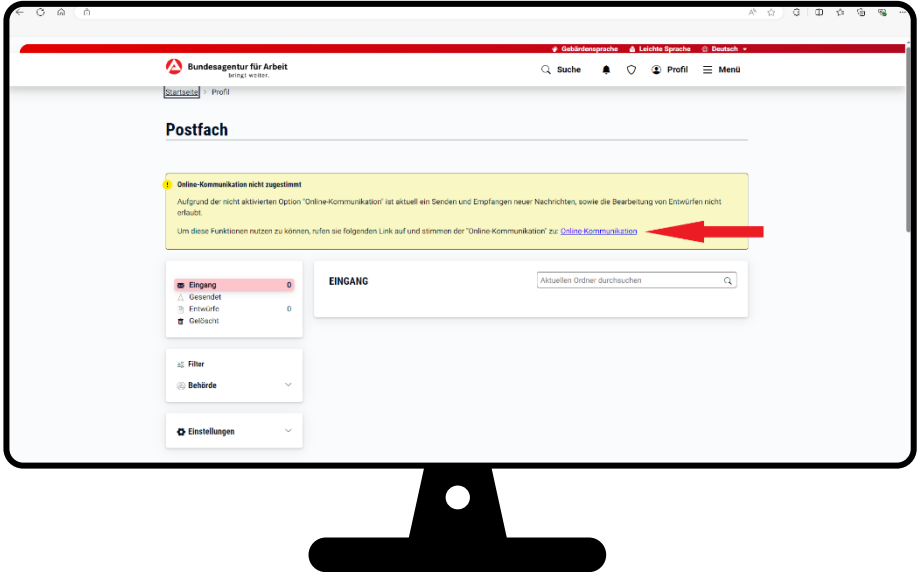 Gebärdensprache Leichte Sprache Deutsch
Bundesagentur für Arbeit
bringt weiter.
Suche Profil Menü
Startseite > Profil
Postfach
Online-Kommunikation nicht zugestimmt
Aufgrund der nicht aktivierten Option "Online-Kommunikation" ist aktuell ein Senden und Empfangen neuer Nachrichten, sowie die Bearbeitung von Entwürfen nicht
erlaubt.
Um diese Funktionen nutzen zu können, rufen sie folgenden Link auf und stimmen der "Online-Kommunikation" zu: Online-Kommunikation
Eingang 0
Gesendet
Entwürfe 0
Gelöscht
EINGANG
Aktuellen Ordner durchsuchen
Filter
Behörde
Einstellungen